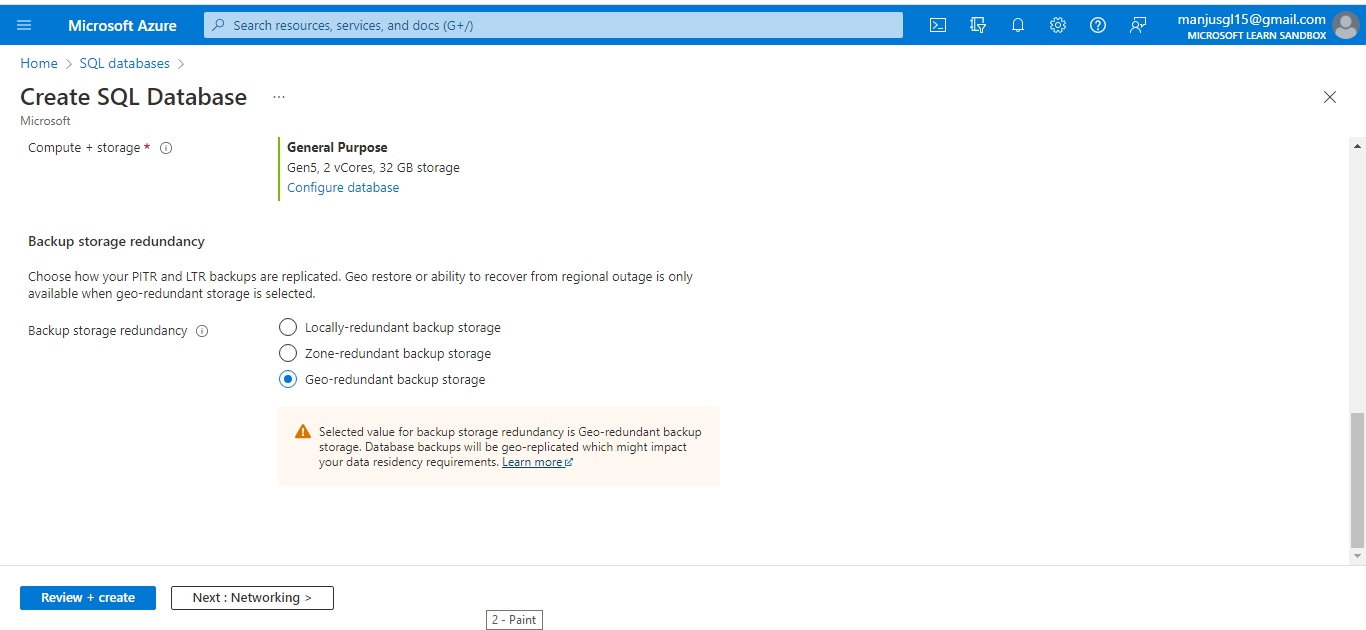 Microsoft Azure
Search resources, services, and docs (G+/)
manjusgl15@gmail.com
MICROSOFT LEARN SANDBOX
Home > SQL databases >
Create SQL Database ...
Microsoft
Compute + storage *
General Purpose
Gen5, 2 vCores, 32 GB storage
Configure database
Backup storage redundancy
Choose how your PITR and LTR backups are replicated. Geo restore or ability to recover from regional outage is only
available when geo-redundant storage is selected.
Backup storage redundancy
Locally-redundant backup storage
Zone-redundant backup storage
Geo-redundant backup storage
Selected value for backup storage redundancy is Geo-redundant backup
storage. Database backups will be geo-replicated which might impact
your data residency requirements. Learn more
Review + create
Next : Networking >
2 - Paint